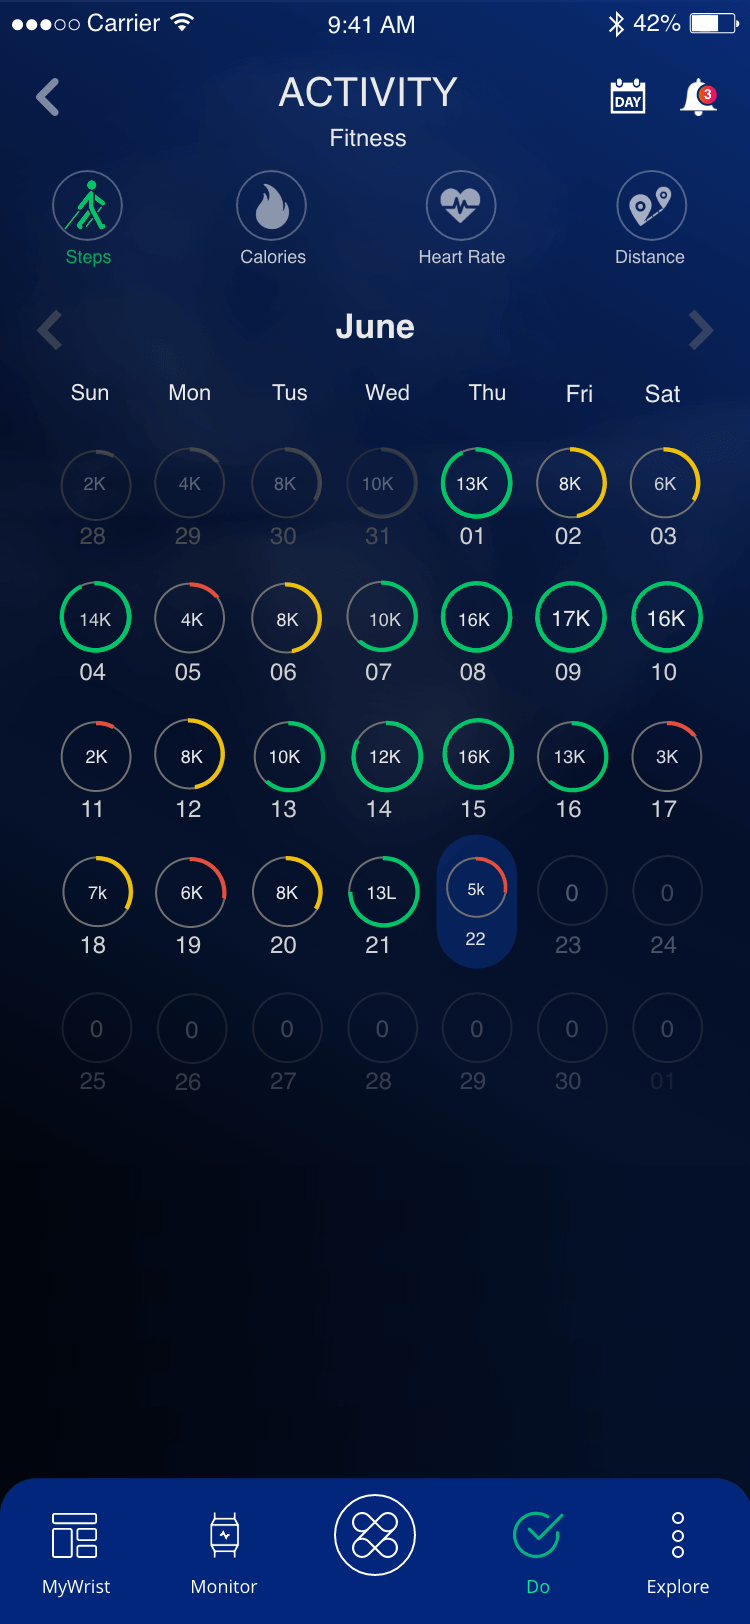 Carrier 9:41 AM 42%
ACTIVITY
DAY
3
Fitness
Steps Calories Heart Rate Distance
June
Sun Mon Tus Wed Thu Fri Sat
2K 4K 8K 10K 13K 8K 6K
28 29 30 31 01 02 03
14K 4K 8K 10K 16K 17K 16K
04 05 06 07 08 09 10
2K 8K 10K 12K 16K 13K 3K
11 12 13 14 15 16 17
7k 6K 8K 13L 5k 0 0
18 19 20 21 22 23 24
0 0 0 0 0 0 0
25 26 27 28 29 30 01
MyWrist Monitor Do Explore